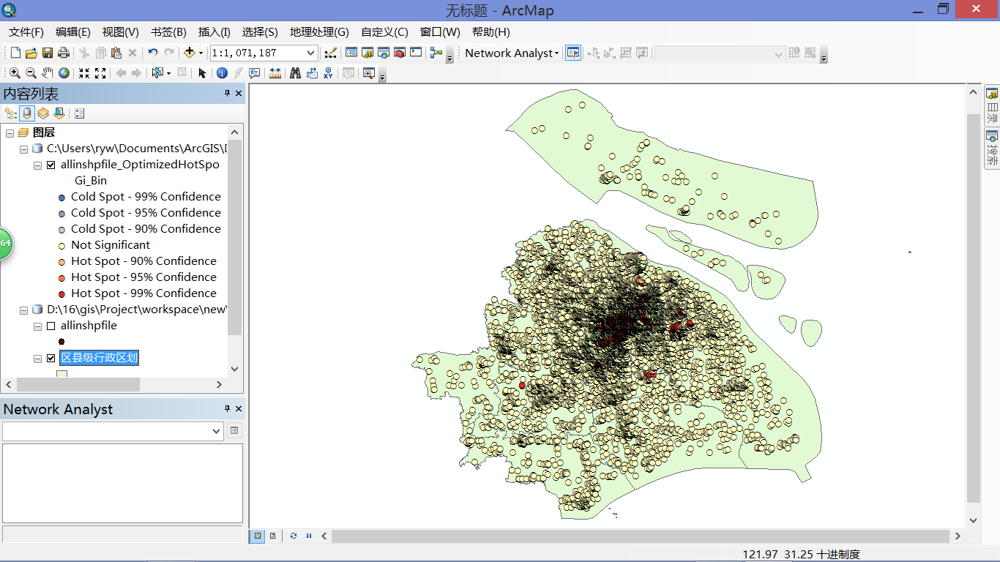 无标题 - ArcMap
文件(F) 编辑(E) 视图(V) 书签(B) 插入(I) 选择(S) 地理处理(G) 自定义(C) 窗口(W) 帮助(H)
1:1,071,187
Network Analyst
内容列表
图层
C:\Users\ryw\Documents\ArcGIS\
allinshpfile_OptimizedHotSpo
Gi_Bin
Cold Spot - 99% Confidence
Cold Spot - 95% Confidence
Cold Spot - 90% Confidence
Not Significant
Hot Spot - 90% Confidence
Hot Spot - 95% Confidence
Hot Spot - 99% Confidence
D:\16\gis\Project\workspace\new\
allinshpfile
区县级行政区划
64
Network Analyst
目录
搜索
121.97 31.25 十进制度